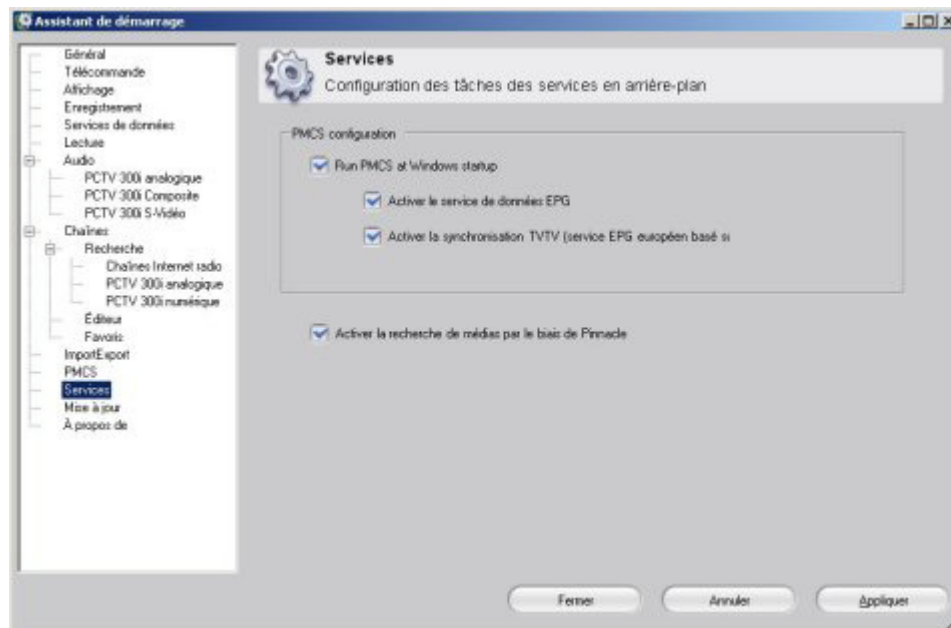 Assistant de démarrage
Général
Télécommande
Affichage
Enregistrement
Services de données
Lecture
Audio
PCTV 300i analogique
PCTV 300i Composite
PCTV 300i S-Vidéo
Chaînes
Recherche
Chaînes Internet radio
PCTV 300i analogique
PCTV 300i numérique
Éditeur
Favoris
ImportExport
PMCS
Services
Mise à jour
À propos de
Services
Configuration des tâches des services en arrière-plan
PMCS configuration
Run PMCS at Windows startup
Activer le service de données EPG
Activer la synchronisation TVTV (service EPG européen basé si
Activer la recherche de médias par le biais de Pinnacle
Fermer
Annuler
Appliquer